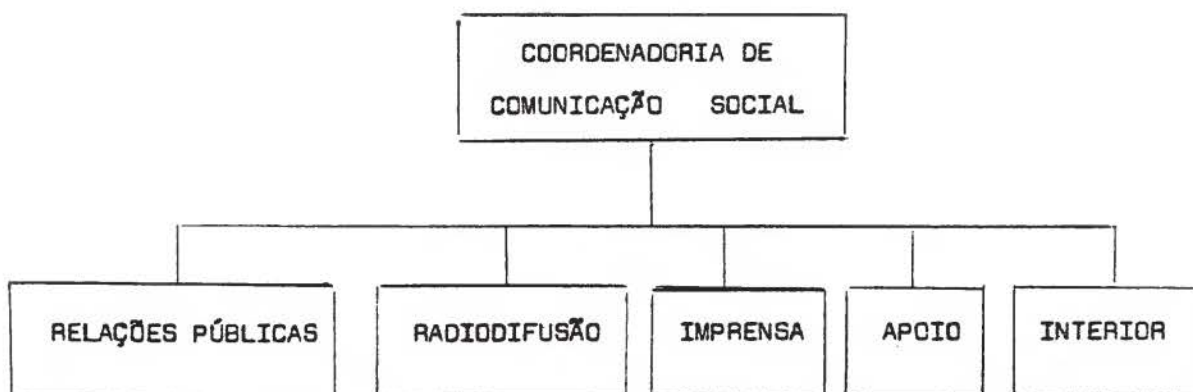 COORDENADORIA DE
COMUNICAÇÃO SOCIAL
RELAÇÕES PÚBLICAS
RADIODIFUSÃO
IMPRENSA
APOIO
INTERIOR